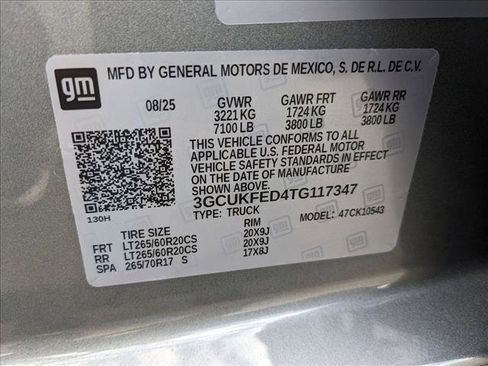 gm
MFD BY GENERAL MOTORS DE MEXICO, S. DE R.L. DE C.V.
08/25 GVWR GAWR FRT GAWR RR
3221 KG 1724 KG 1724 KG
7100 LB 3800 LB 3800 LB
THIS VEHICLE CONFORMS TO ALL
APPLICABLE U.S. FEDERAL MOTOR
VEHICLE SAFETY STANDARDS IN EFFECT
ON DATE OF MANUFACTURE
3GCUKFED4TG117347
130H TYPE: TRUCK MODEL: 47CK10543
TIRE SIZE RIM
FRT LT265/60R20CS 20X9J
RR LT265/60R20CS 20X9J
SPA 265/70R17 S 17X8J